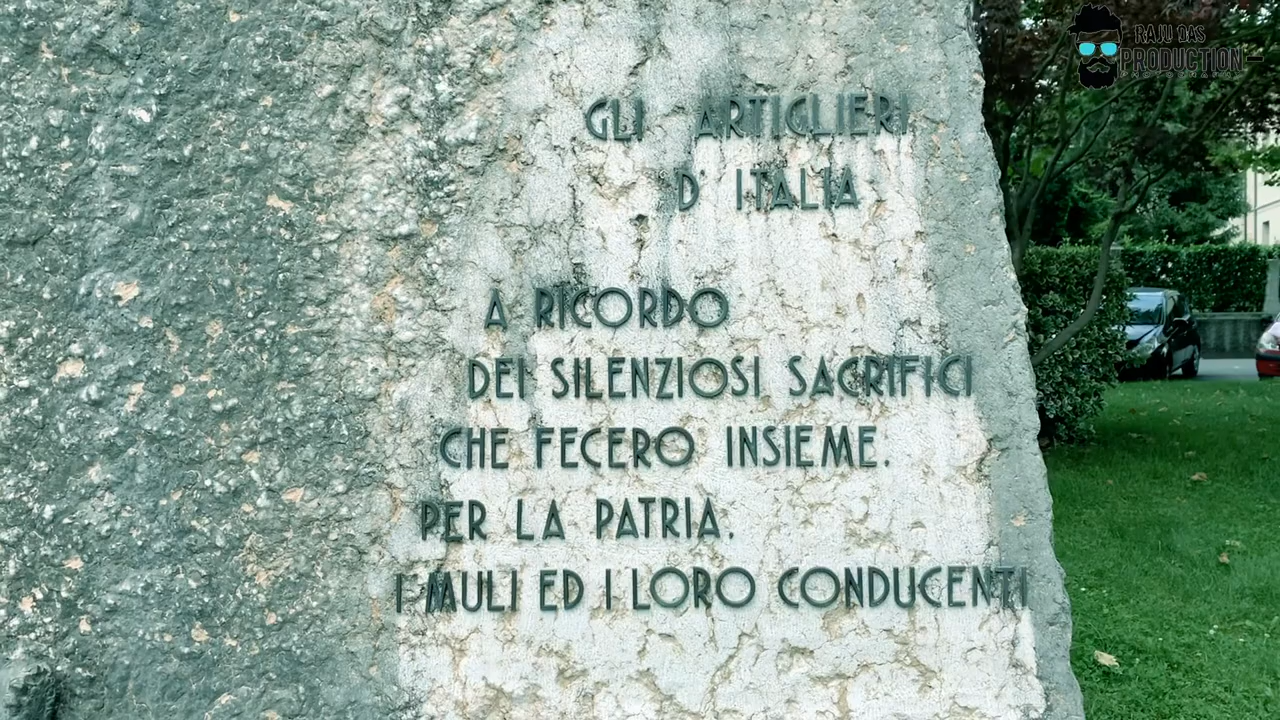 GLI ARTIGLIERI
D' ITALIA
A RICORDO
DEI SILENZIOSI SACRIFICI
CHE FECERO INSIEME,
PER LA PATRIA,
I MULI ED I LORO CONDUCENTI
RAJU DAS
PRODUCTION
PHOTOGRAPHY